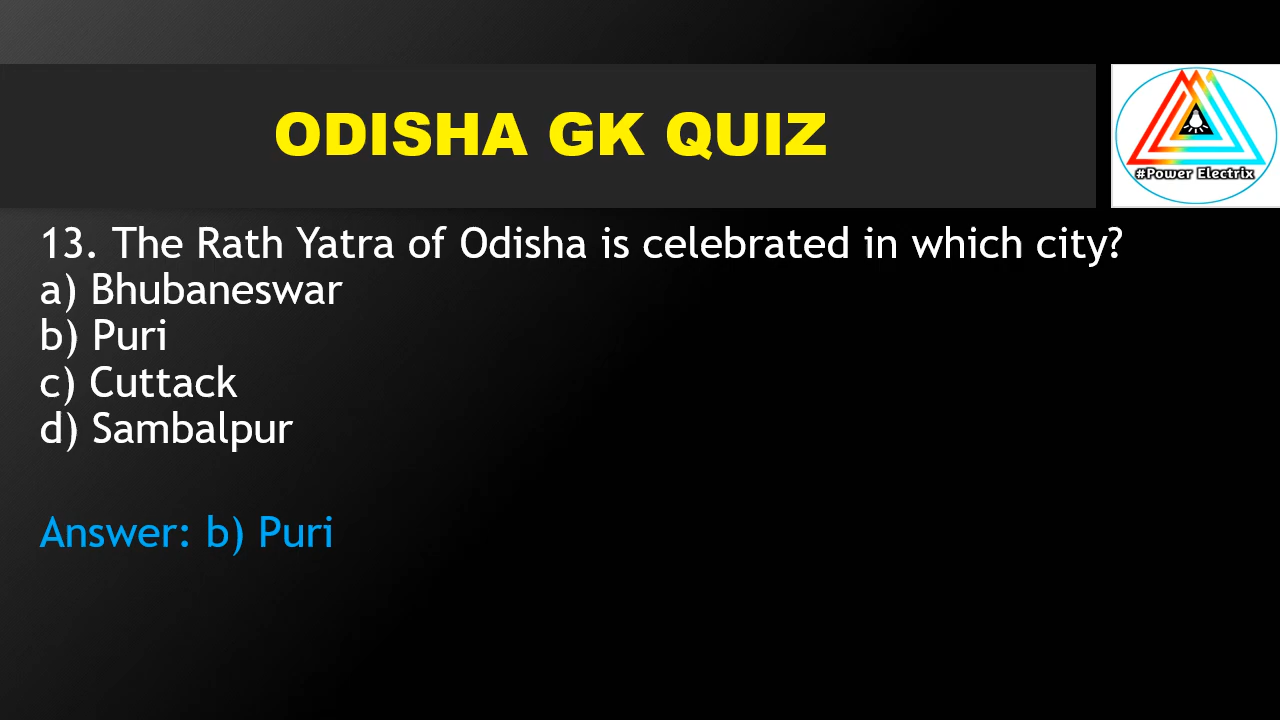 ODISHA GK QUIZ
#Power Electrix
13. The Rath Yatra of Odisha is celebrated in which city?
a) Bhubaneswar
b) Puri
c) Cuttack
d) Sambalpur
Answer: b) Puri